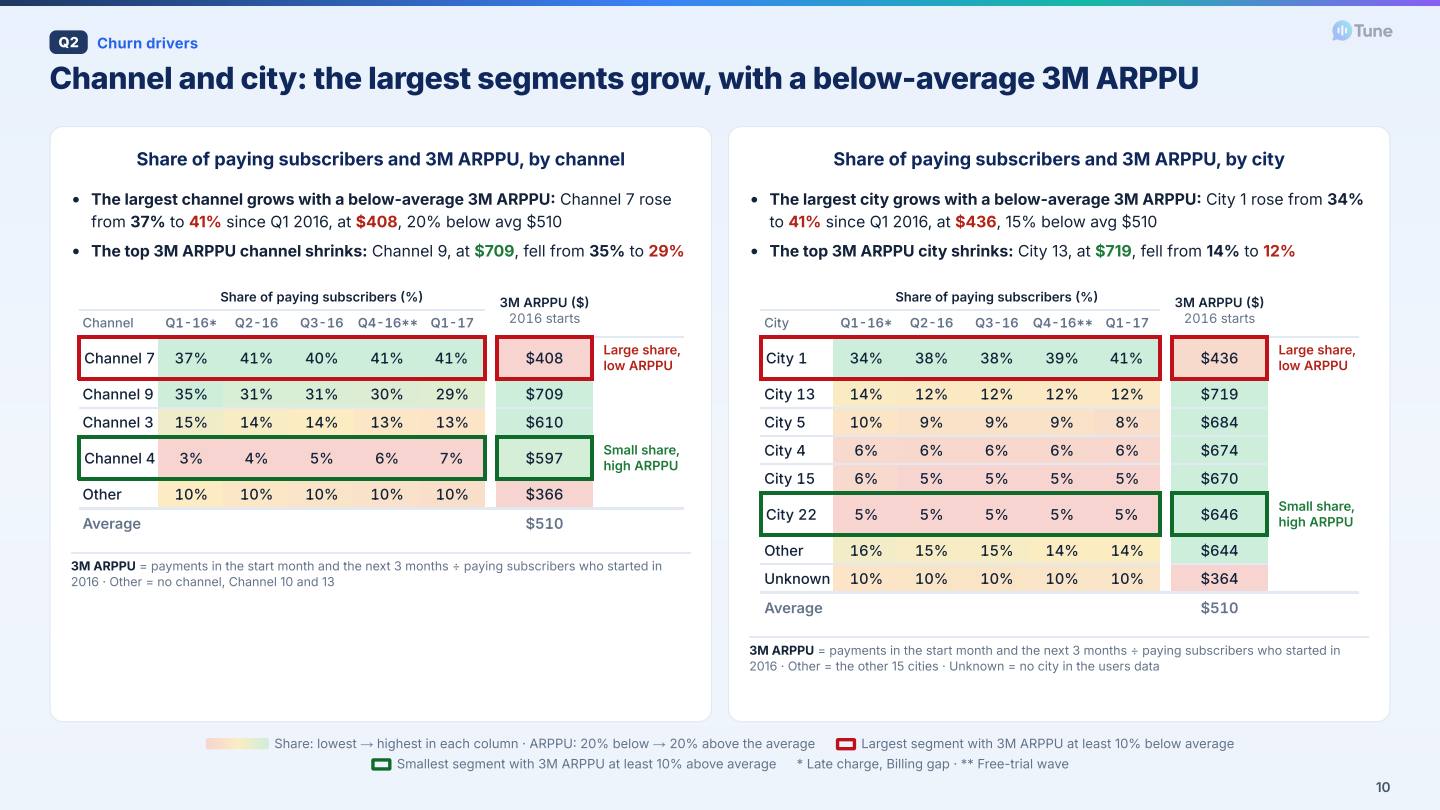 Tune
Q2 Churn drivers
Channel and city: the largest segments grow, with a below-average 3M ARPPU
Share of paying subscribers and 3M ARPPU, by channel
• The largest channel grows with a below-average 3M ARPPU: Channel 7 rose
from 37% to 41% since Q1 2016, at $408, 20% below avg $510
• The top 3M ARPPU channel shrinks: Channel 9, at $709, fell from 35% to 29%
Share of paying subscribers (%)
3M ARPPU ($)
2016 starts
Channel Q1-16* Q2-16 Q3-16 Q4-16** Q1-17
Channel 7 37% 41% 40% 41% 41% $408 Large share,
low ARPPU
Channel 9 35% 31% 31% 30% 29% $709
Channel 3 15% 14% 14% 13% 13% $610
Channel 4 3% 4% 5% 6% 7% $597 Small share,
high ARPPU
Other 10% 10% 10% 10% 10% $366
Average $510
3M ARPPU = payments in the start month and the next 3 months ÷ paying subscribers who started in
2016 · Other = no channel, Channel 10 and 13
Share of paying subscribers and 3M ARPPU, by city
• The largest city grows with a below-average 3M ARPPU: City 1 rose from 34%
to 41% since Q1 2016, at $436, 15% below avg $510
• The top 3M ARPPU city shrinks: City 13, at $719, fell from 14% to 12%
Share of paying subscribers (%)
3M ARPPU ($)
2016 starts
City Q1-16* Q2-16 Q3-16 Q4-16** Q1-17
City 1 34% 38% 38% 39% 41% $436 Large share,
low ARPPU
City 13 14% 12% 12% 12% 12% $719
City 5 10% 9% 9% 9% 8% $684
City 4 6% 6% 6% 6% 6% $674
City 15 6% 5% 5% 5% 5% $670
City 22 5% 5% 5% 5% 5% $646 Small share,
high ARPPU
Other 16% 15% 15% 14% 14% $644
Unknown 10% 10% 10% 10% 10% $364
Average $510
3M ARPPU = payments in the start month and the next 3 months ÷ paying subscribers who started in
2016 · Other = the other 15 cities · Unknown = no city in the users data
Share: lowest → highest in each column · ARPPU: 20% below → 20% above the average Largest segment with 3M ARPPU at least 10% below average
Smallest segment with 3M ARPPU at least 10% above average * Late charge, Billing gap · ** Free-trial wave
10